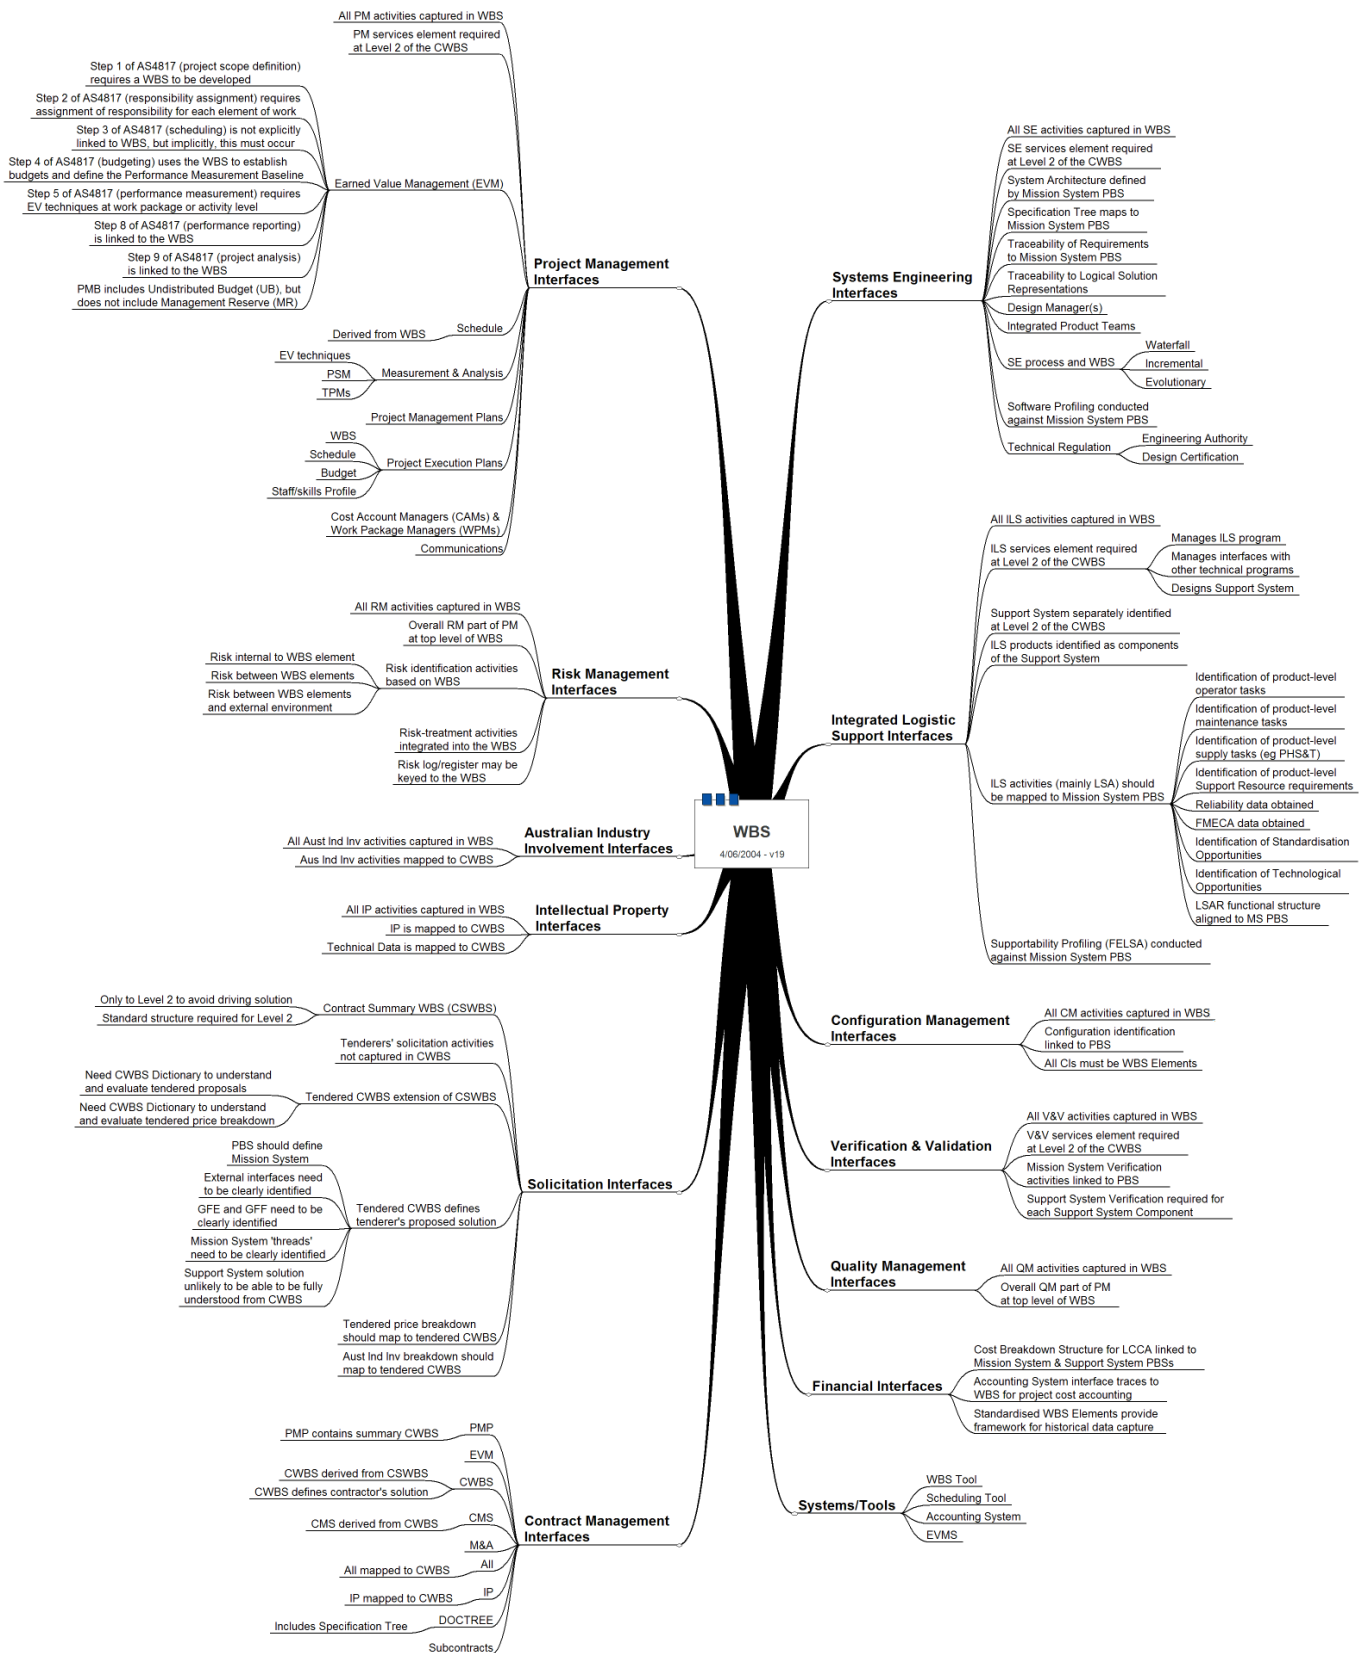 All PM activities captured in WBS
PM services element required
at Level 2 of the CWBS
Step 1 of AS4817 (project scope definition)
requires a WBS to be developed
Step 2 of AS4817 (responsibility assignment) requires
assignment of responsibility for each element of work
Step 3 of AS4817 (scheduling) is not explicitly
linked to WBS, but implicitly, this must occur
Step 4 of AS4817 (budgeting) uses the WBS to establish
budgets and define the Performance Measurement Baseline
Step 5 of AS4817 (performance measurement) requires
EV techniques at work package or activity level
Step 8 of AS4817 (performance reporting)
is linked to the WBS
Step 9 of AS4817 (project analysis)
is linked to the WBS
PMB includes Undistributed Budget (UB), but
does not include Management Reserve (MR)
Earned Value Management (EVM)
Project Management
Interfaces
Derived from WBS
Schedule
EV techniques
PSM
TPMs
Measurement & Analysis
Project Management Plans
WBS
Schedule
Budget
Staff/skills Profile
Project Execution Plans
Cost Account Managers (CAMs) &
Work Package Managers (WPMs)
Communications
All RM activities captured in WBS
Overall RM part of PM
at top level of WBS
Risk internal to WBS element
Risk between WBS elements
Risk between WBS elements
and external environment
Risk identification activities
based on WBS
Risk Management
Interfaces
Risk-treatment activities
integrated into the WBS
Risk log/register may be
keyed to the WBS
All Aust Ind Inv activities captured in WBS
Aus Ind Inv activities mapped to CWBS
Australian Industry
Involvement Interfaces
All IP activities captured in WBS
IP is mapped to CWBS
Technical Data is mapped to CWBS
Intellectual Property
Interfaces
Only to Level 2 to avoid driving solution
Standard structure required for Level 2
Contract Summary WBS (CSWBS)
Tenderers' solicitation activities
not captured in CWBS
Need CWBS Dictionary to understand
and evaluate tendered proposals
Need CWBS Dictionary to understand
and evaluate tendered price breakdown
Tendered CWBS extension of CSWBS
PBS should define
Mission System
External interfaces need
to be clearly identified
GFE and GFF need to be
clearly identified
Mission System 'threads'
need to be clearly identified
Support System solution
unlikely to be able to be fully
understood from CWBS
Tendered CWBS defines
tenderer's proposed solution
Solicitation Interfaces
Tendered price breakdown
should map to tendered CWBS
Aust Ind Inv breakdown should
map to tendered CWBS
PMP contains summary CWBS
PMP
EVM
CWBS derived from CSWBS
CWBS defines contractor's solution
CWBS
CMS derived from CWBS
CMS
M&A
AII mapped to CWBS
AII
IP mapped to CWBS
IP
Includes Specification Tree
DOCTREE
Subcontracts
Contract Management
Interfaces
WBS
4/06/2004 - v19
Systems Engineering
Interfaces
All SE activities captured in WBS
SE services element required
at Level 2 of the CWBS
System Architecture defined
by Mission System PBS
Specification Tree maps to
Mission System PBS
Traceability of Requirements
to Mission System PBS
Traceability to Logical Solution
Representations
Design Manager(s)
Integrated Product Teams
SE process and WBS
Waterfall
Incremental
Evolutionary
Software Profiling conducted
against Mission System PBS
Technical Regulation
Engineering Authority
Design Certification
Integrated Logistic
Support Interfaces
All ILS activities captured in WBS
ILS services element required
at Level 2 of the CWBS
Manages ILS program
Manages interfaces with
other technical programs
Designs Support System
Support System separately identified
at Level 2 of the CWBS
ILS products identified as components
of the Support System
ILS activities (mainly LSA) should
be mapped to Mission System PBS
Identification of product-level
operator tasks
Identification of product-level
maintenance tasks
Identification of product-level
supply tasks (eg PHS&T)
Identification of product-level
Support Resource requirements
Reliability data obtained
FMECA data obtained
Identification of Standardisation
Opportunities
Identification of Technological
Opportunities
LSAR functional structure
aligned to MS PBS
Supportability Profiling (FELSA) conducted
against Mission System PBS
Configuration Management
Interfaces
All CM activities captured in WBS
Configuration identification
linked to PBS
All CIs must be WBS Elements
Verification & Validation
Interfaces
All V&V activities captured in WBS
V&V services element required
at Level 2 of the CWBS
Mission System Verification
activities linked to PBS
Support System Verification required for
each Support System Component
Quality Management
Interfaces
All QM activities captured in WBS
Overall QM part of PM
at top level of WBS
Financial Interfaces
Cost Breakdown Structure for LCCA linked to
Mission System & Support System PBSs
Accounting System interface traces to
WBS for project cost accounting
Standardised WBS Elements provide
framework for historical data capture
Systems/Tools
WBS Tool
Scheduling Tool
Accounting System
EVMS